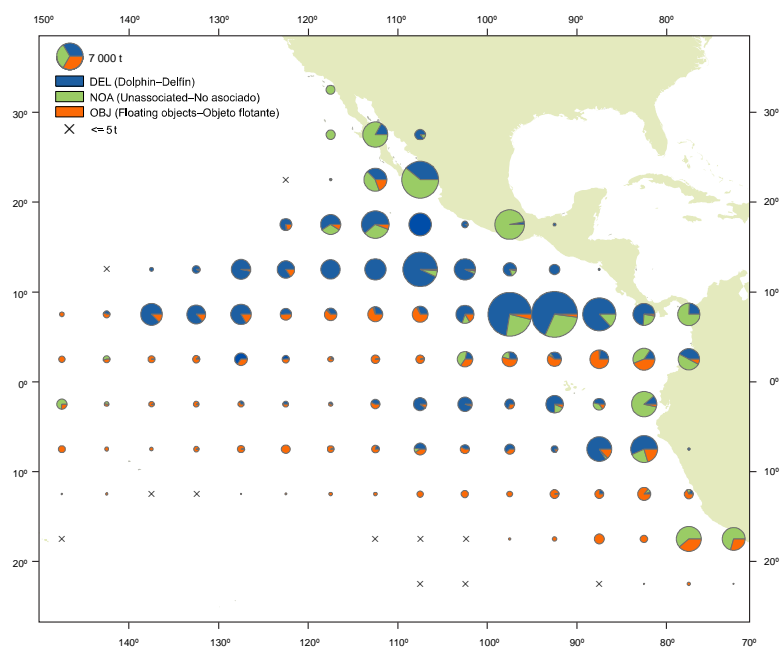 150º 130º 120º 110º 100º 90º 80º
7 000 t
DEL (Dolphin–Delfín)
NOA (Unassociated–No asociado)
OBJ (Floating objects–Objeto flotante)
<= 5 t
30º 30º
20º 20º
10º 10º
0º 0º
10º 10º
20º 20º
140º 130º 120º 110º 100º 90º 80º 70º